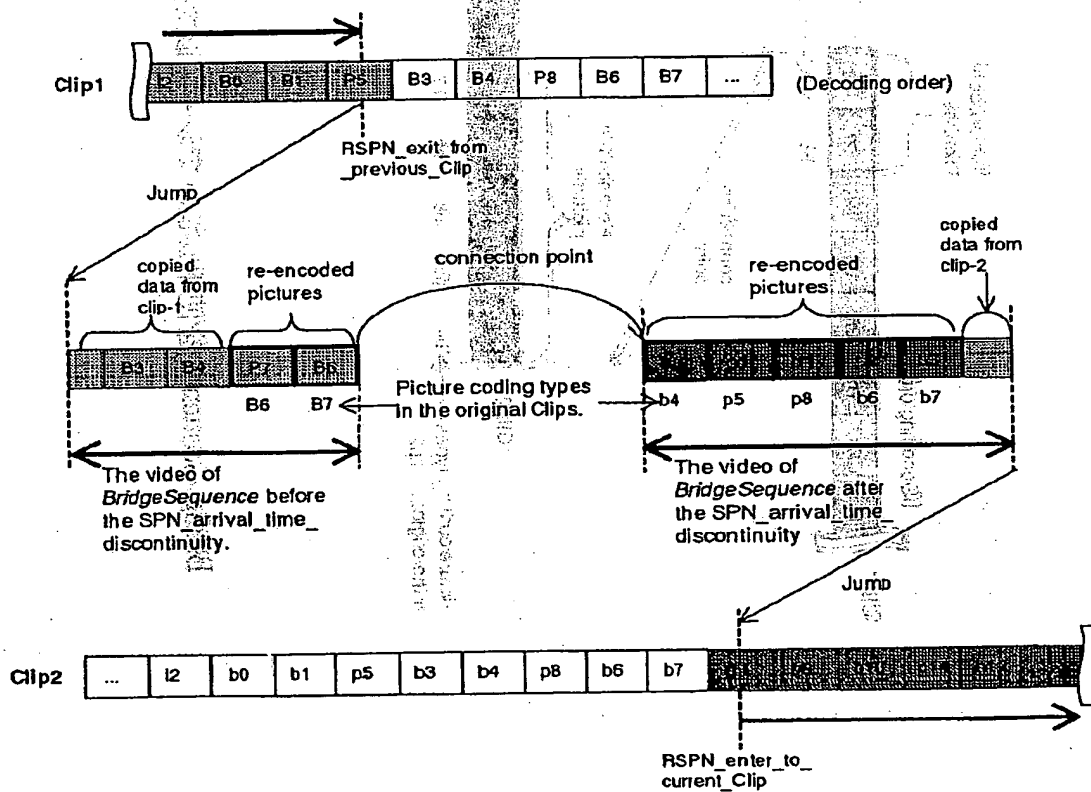 Clip1
I2 B0 B1 P5 B3 B4 P8 B6 B7 ...
(Decoding order)
RSPN_exit_from
_previous_Clip
Jump
copied
data from
clip-1
re-encoded
pictures
connection point
re-encoded
pictures
copied
data from
clip-2
B3 B4 P7 B6
B6 B7
Picture coding types
in the original Clips.
b4 p5 p8 b6 b7
The video of
BridgeSequence before
the SPN_arrival_time_
discontinuity.
The video of
BridgeSequence after
the SPN_arrival_time_
discontinuity
Jump
Clip2
... I2 b0 b1 p5 b3 b4 p8 b6 b7
RSPN_enter_to_
current_Clip